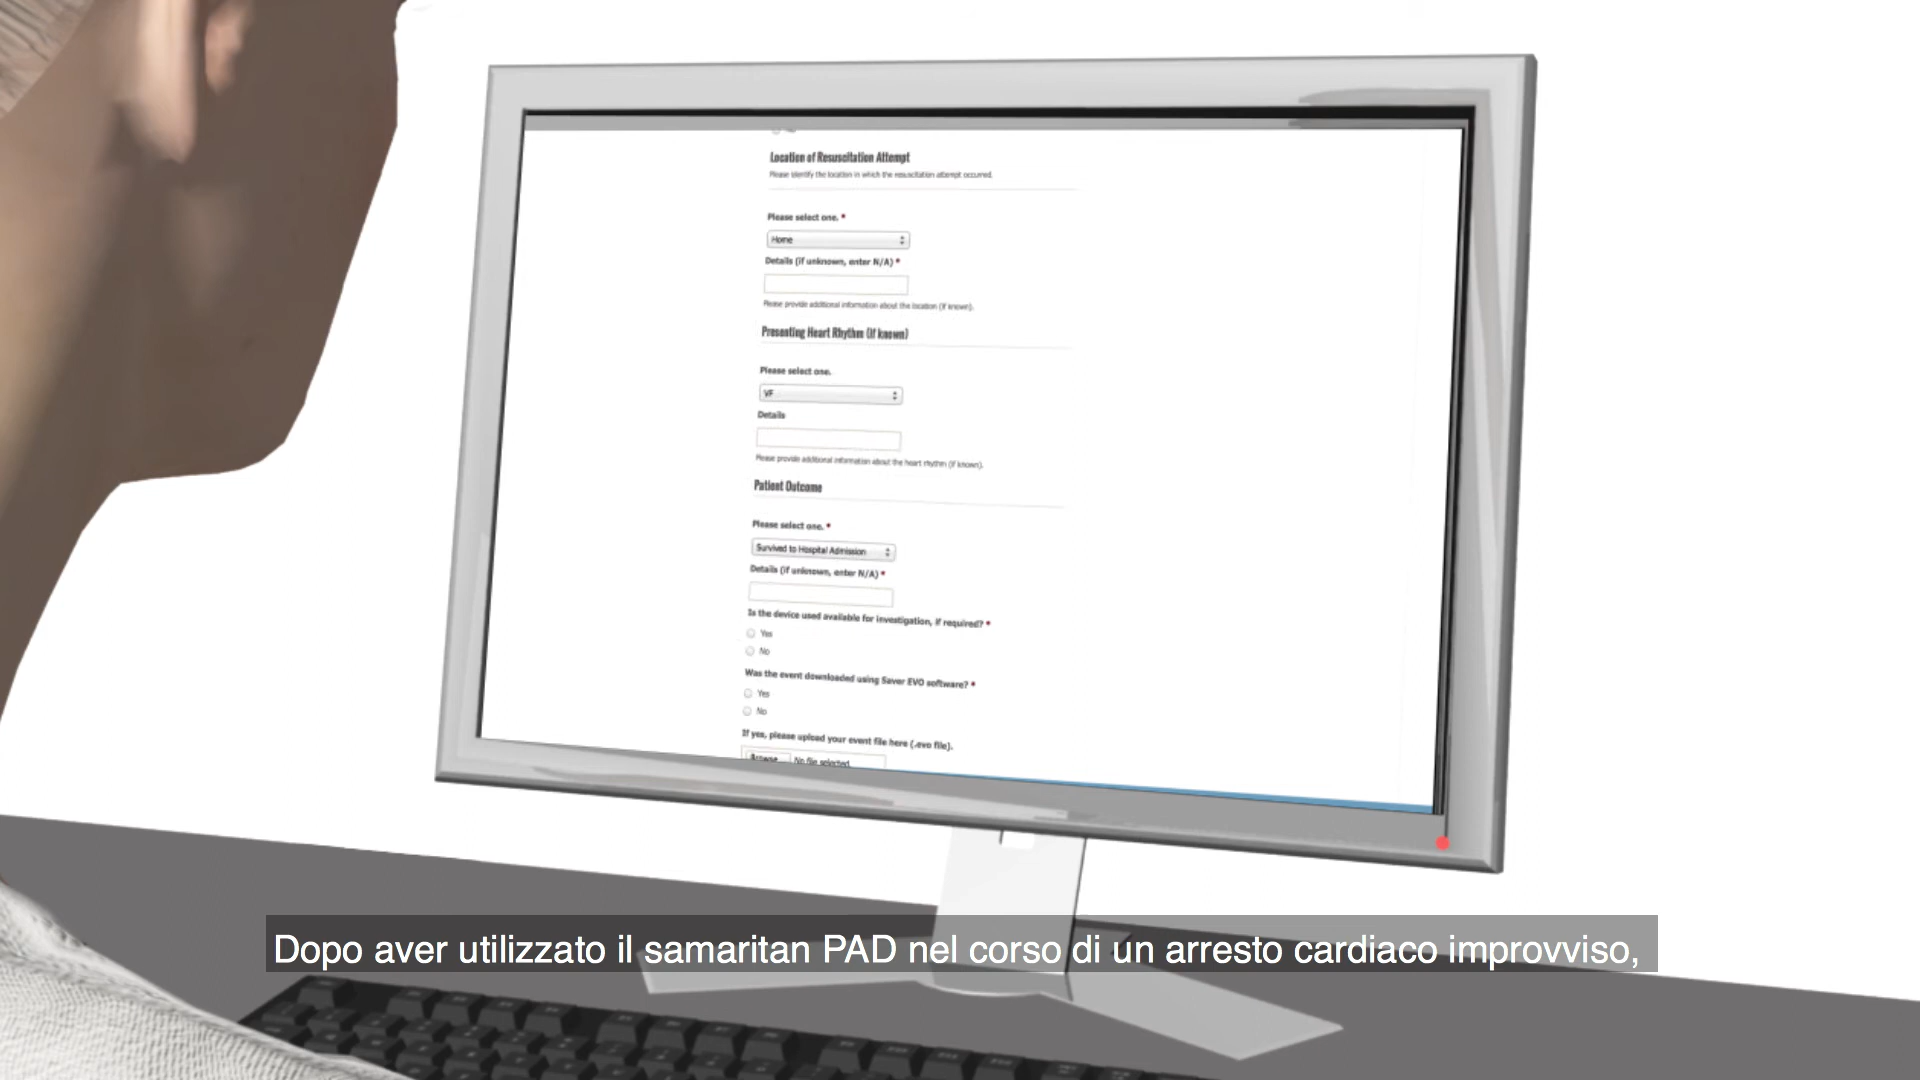 Location of Resuscitation Attempt
Please identify the location in which the resuscitation attempt occurred.
Please select one. *
Home
Details (if unknown, enter N/A) *
Please provide additional information about the location (if known).
Presenting Heart Rhythm (if known)
Please select one.
VF
Details
Please provide additional information about the heart rhythm (if known).
Patient Outcome
Please select one. *
Survived to Hospital Admission
Details (if unknown, enter N/A) *
Is the device used available for investigation, if required? *
Yes
No
Was the event downloaded using Saver EVO software? *
Yes
No
If yes, please upload your event file here (.evo file).
Browse... No file selected.
Dopo aver utilizzato il samaritan PAD nel corso di un arresto cardiaco improvviso,